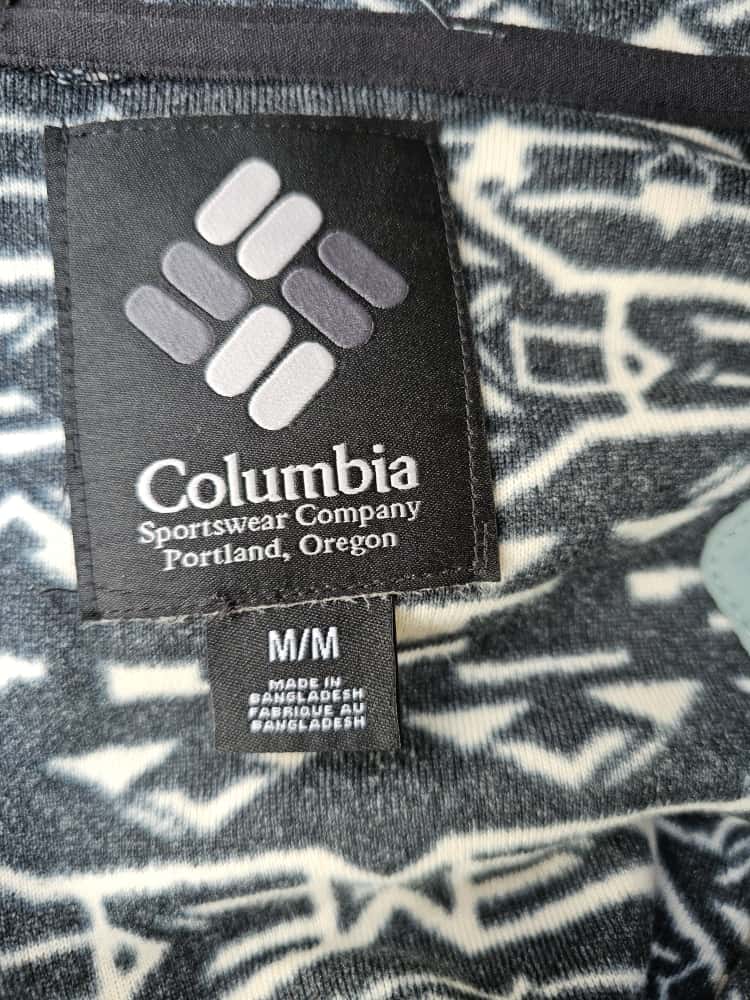 Columbia
Sportswear Company
Portland, Oregon
M/M
MADE IN
BANGLADESH
FABRIQUE AU
BANGLADESH